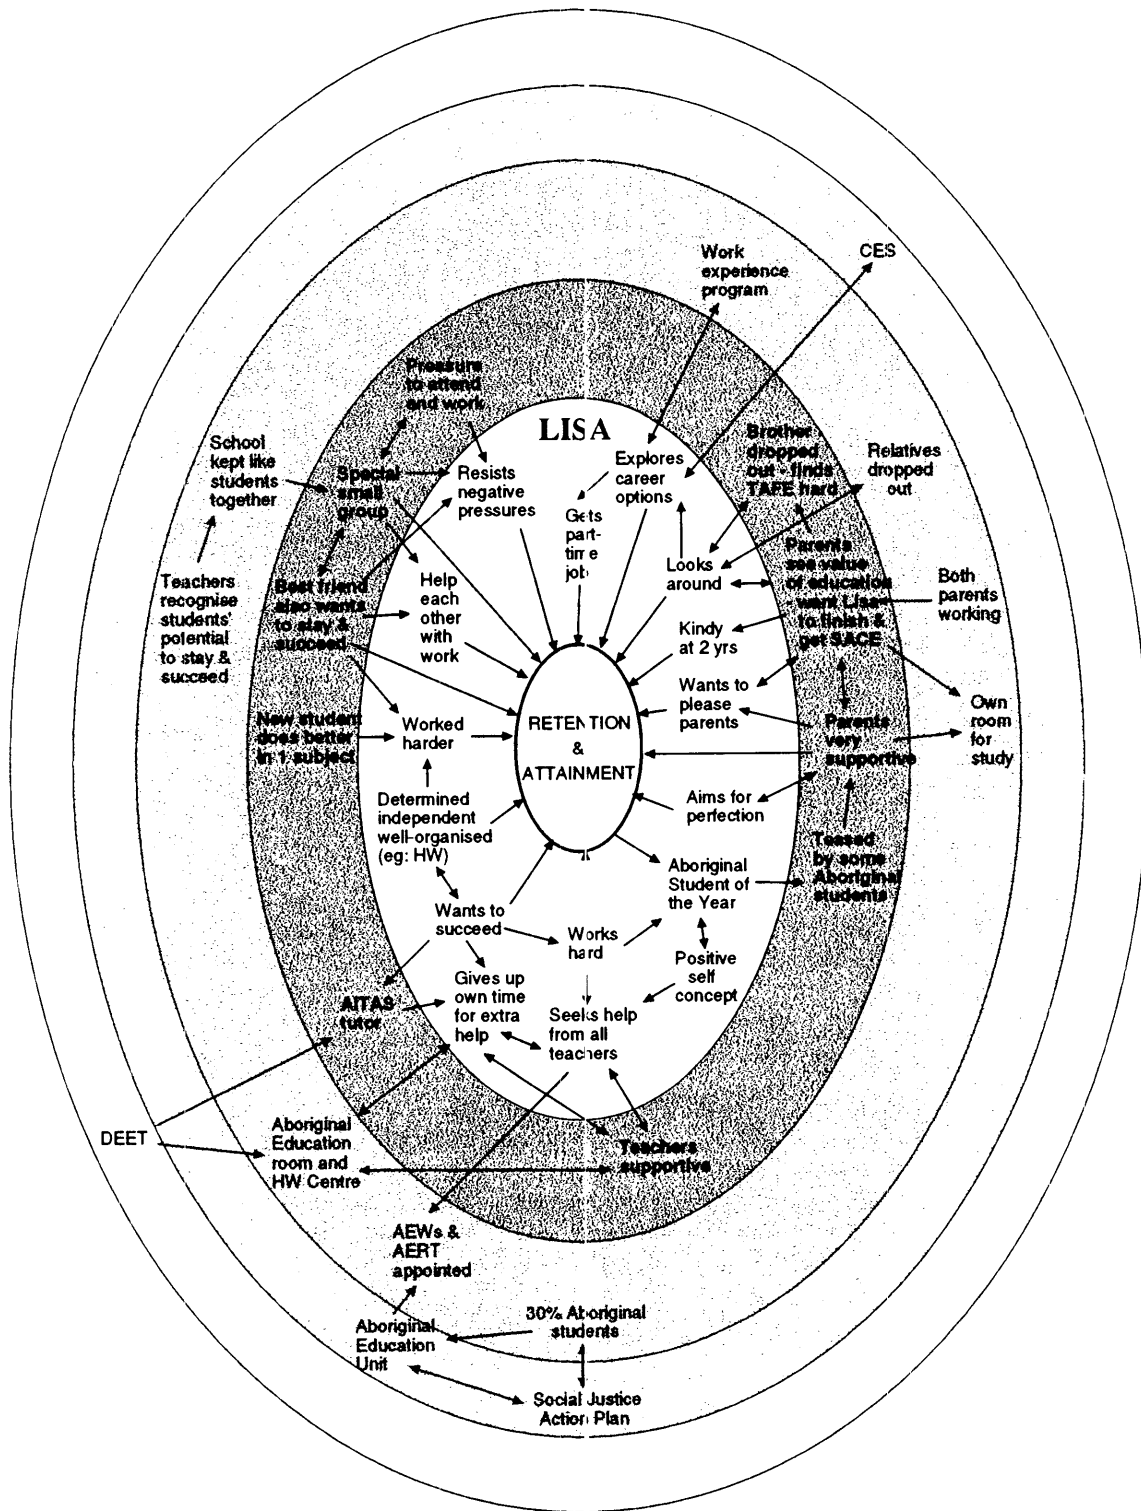 Work
experience
program
CES
Pressure
to attend
and work
LISA
School
kept like
students
together
Special
small
group
Resists
negative
pressures
Explores
career
options
Brother
dropped
out - finds
TAFE hard
Relatives
dropped
out
Gets
part-
time
job
Looks
around
Parents
see value
of education
- want Lisa
to finish &
get SACE
Both
parents
working
Teachers
recognise
students'
potential
to stay &
succeed
Best friend
also wants
to stay &
succeed
Help
each
other
with
work
Kindy
at 2 yrs
Wants to
please
parents
RETENTION
&
ATTAINMENT
New student
does better
in 1 subject
Worked
harder
Parents
very
supportive
Own
room
for
study
Determined
independent
well-organised
(eg: HW)
Aims for
perfection
Teased
by some
Aboriginal
students
Aboriginal
Student of
the Year
Wants to
succeed
Works
hard
Positive
self
concept
AITAS
tutor
Gives up
own time
for extra
help
Seeks help
from all
teachers
DEET
Aboriginal
Education
room and
HW Centre
Teachers
supportive
AEWs &
AERT
appointed
Aboriginal
Education
Unit
30% Aboriginal
students
Social Justice
Action Plan